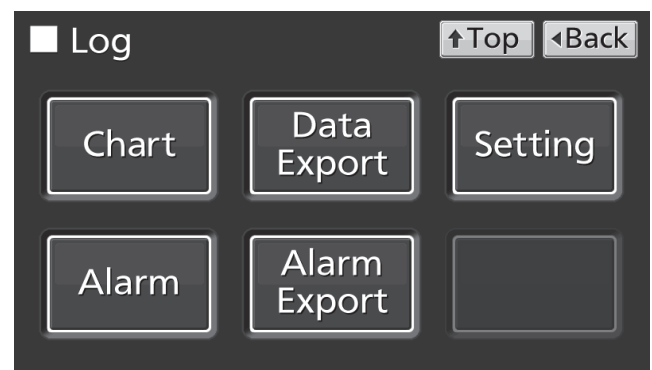 Log
↑Top
◂Back
Chart
Data
Export
Setting
Alarm
Alarm
Export